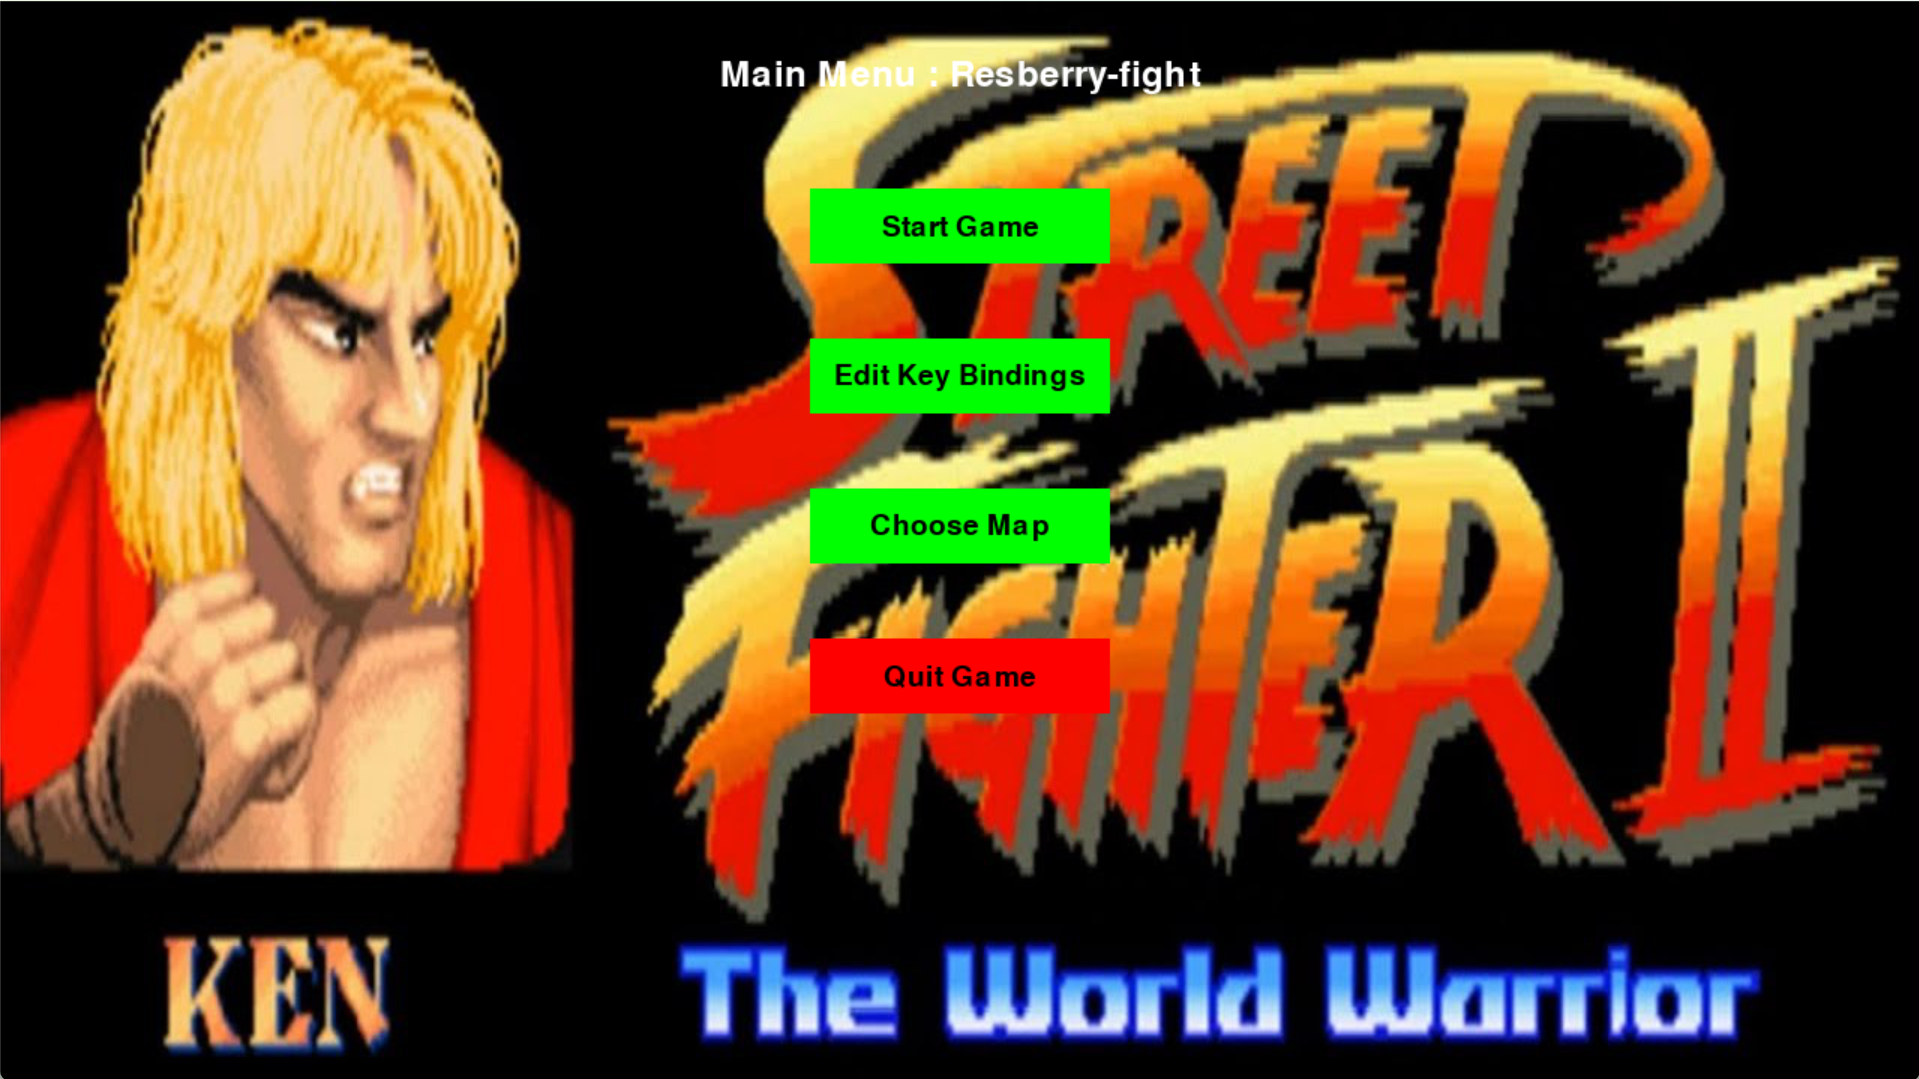 Main Menu : Resberry-fight
STREET
FIGHTER II
Start Game
Edit Key Bindings
Choose Map
Quit Game
KEN
The World Warrior